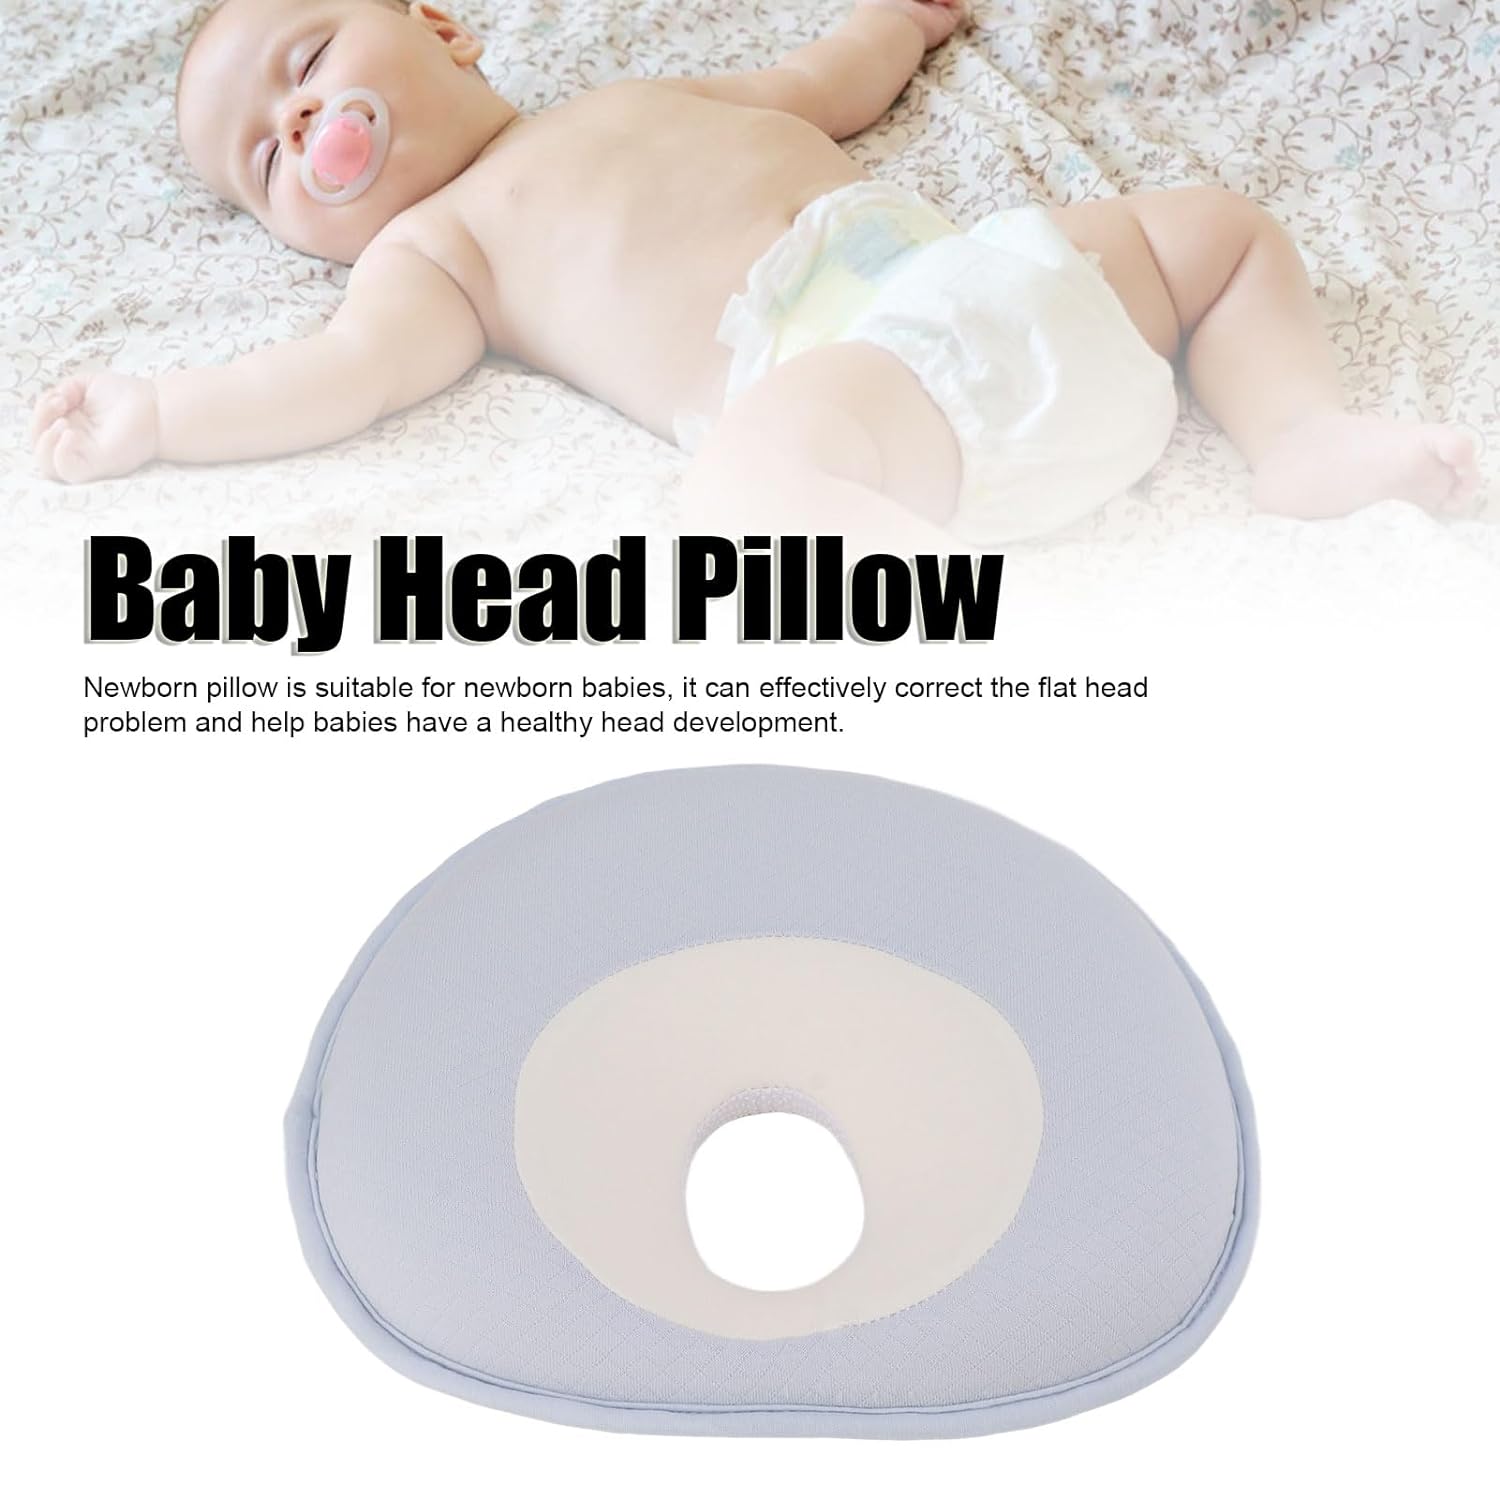 Baby Head Pillow
Newborn pillow is suitable for newborn babies, it can effectively correct the flat head
problem and help babies have a healthy head development.